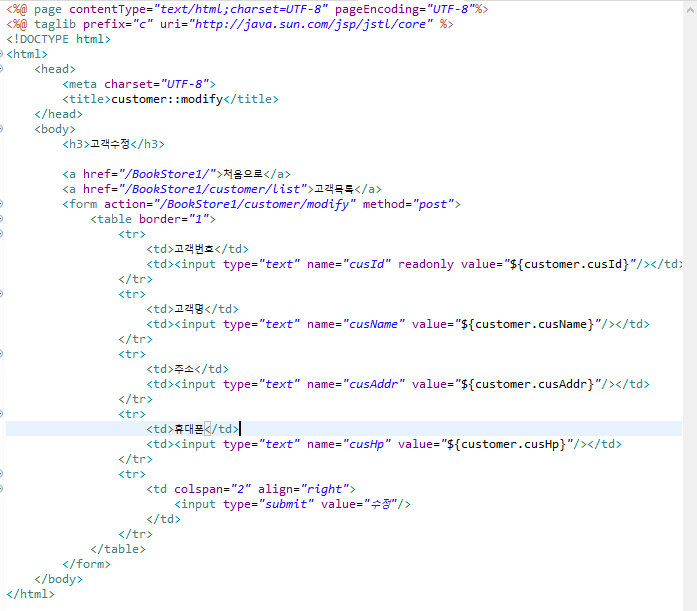 <%@ page contentType="text/html;charset=UTF-8" pageEncoding="UTF-8"%>
<%@ taglib prefix="c" uri="http://java.sun.com/jsp/jstl/core" %>
<!DOCTYPE html>
<html>
    <head>
        <meta charset="UTF-8">
        <title>customer::modify</title>
    </head>
    <body>
        <h3>고객수정</h3>

        <a href="/BookStore1/">처음으로</a>
        <a href="/BookStore1/customer/list">고객목록</a>
        <form action="/BookStore1/customer/modify" method="post">
            <table border="1">
                <tr>
                    <td>고객번호</td>
                    <td><input type="text" name="cusId" readonly value="${customer.cusId}"/></td>
                </tr>
                <tr>
                    <td>고객명</td>
                    <td><input type="text" name="cusName" value="${customer.cusName}"/></td>
                </tr>
                <tr>
                    <td>주소</td>
                    <td><input type="text" name="cusAddr" value="${customer.cusAddr}"/></td>
                </tr>
                <tr>
                    <td>휴대폰</td>
                    <td><input type="text" name="cusHp" value="${customer.cusHp}"/></td>
                </tr>
                <tr>
                    <td colspan="2" align="right">
                        <input type="submit" value="수정"/>
                    </td>
                </tr>
            </table>
        </form>
    </body>
</html>